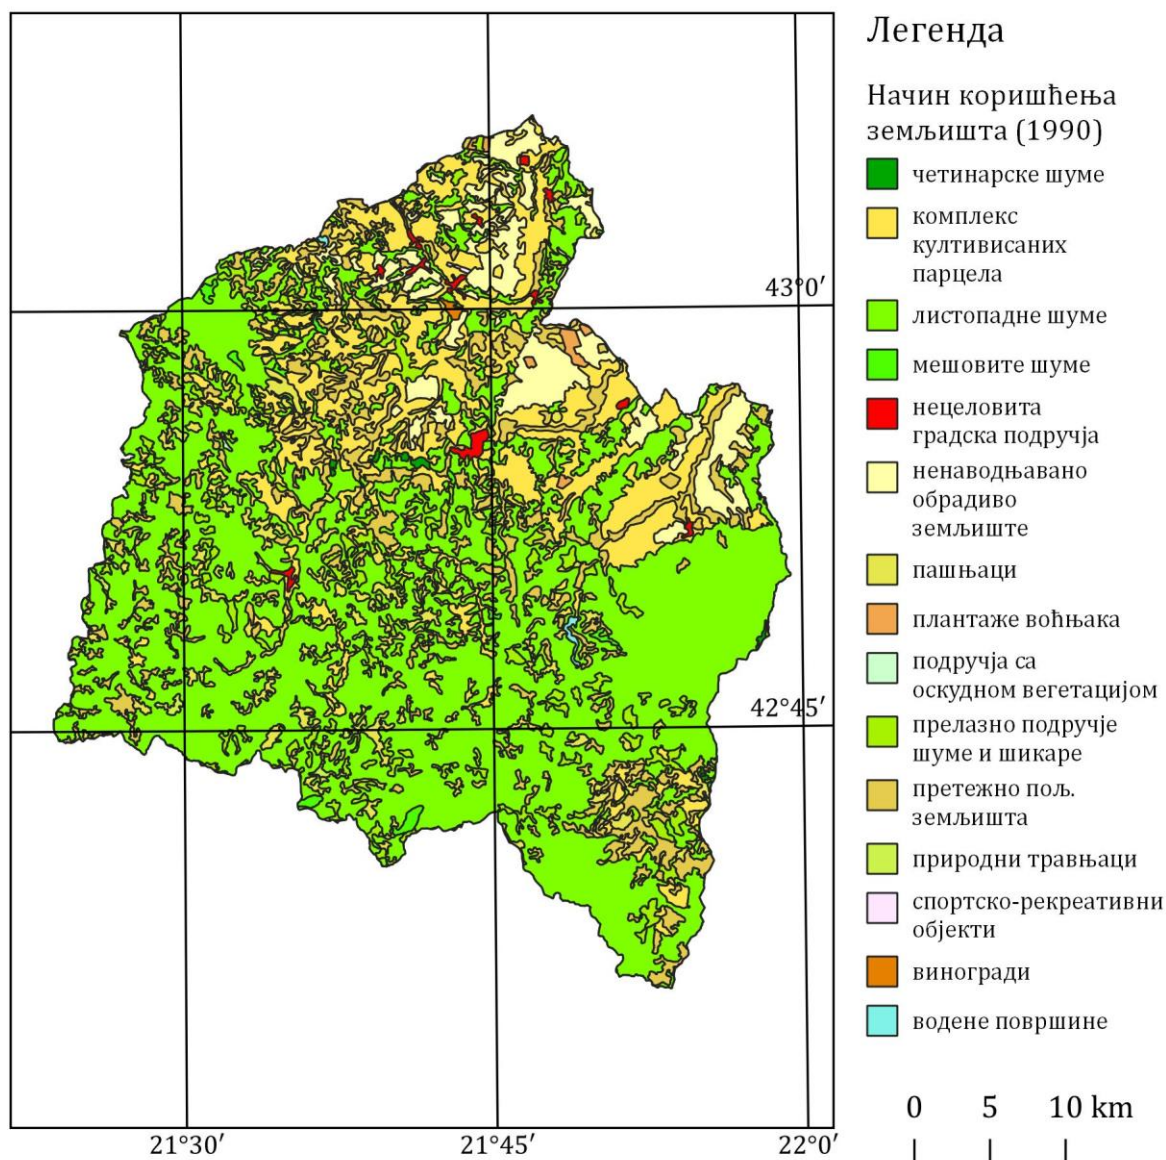 Легенда
Начин коришћења
земљишта (1990)
четинарске шуме
комплекс
култивисаних
парцела
листопадне шуме
мешовите шуме
нецеловита
градска подручја
ненаводњавано
обрадиво
земљиште
пашњаци
плантаже воћњака
подручја са
оскудном вегетацијом
прелазно подручје
шуме и шикаре
претежно пољ.
земљишта
природни травњаци
спортско-рекреативни
објекти
виногради
водене површине
0 5 10 km
43°0′
42°45′
21°30′ 21°45′ 22°0′